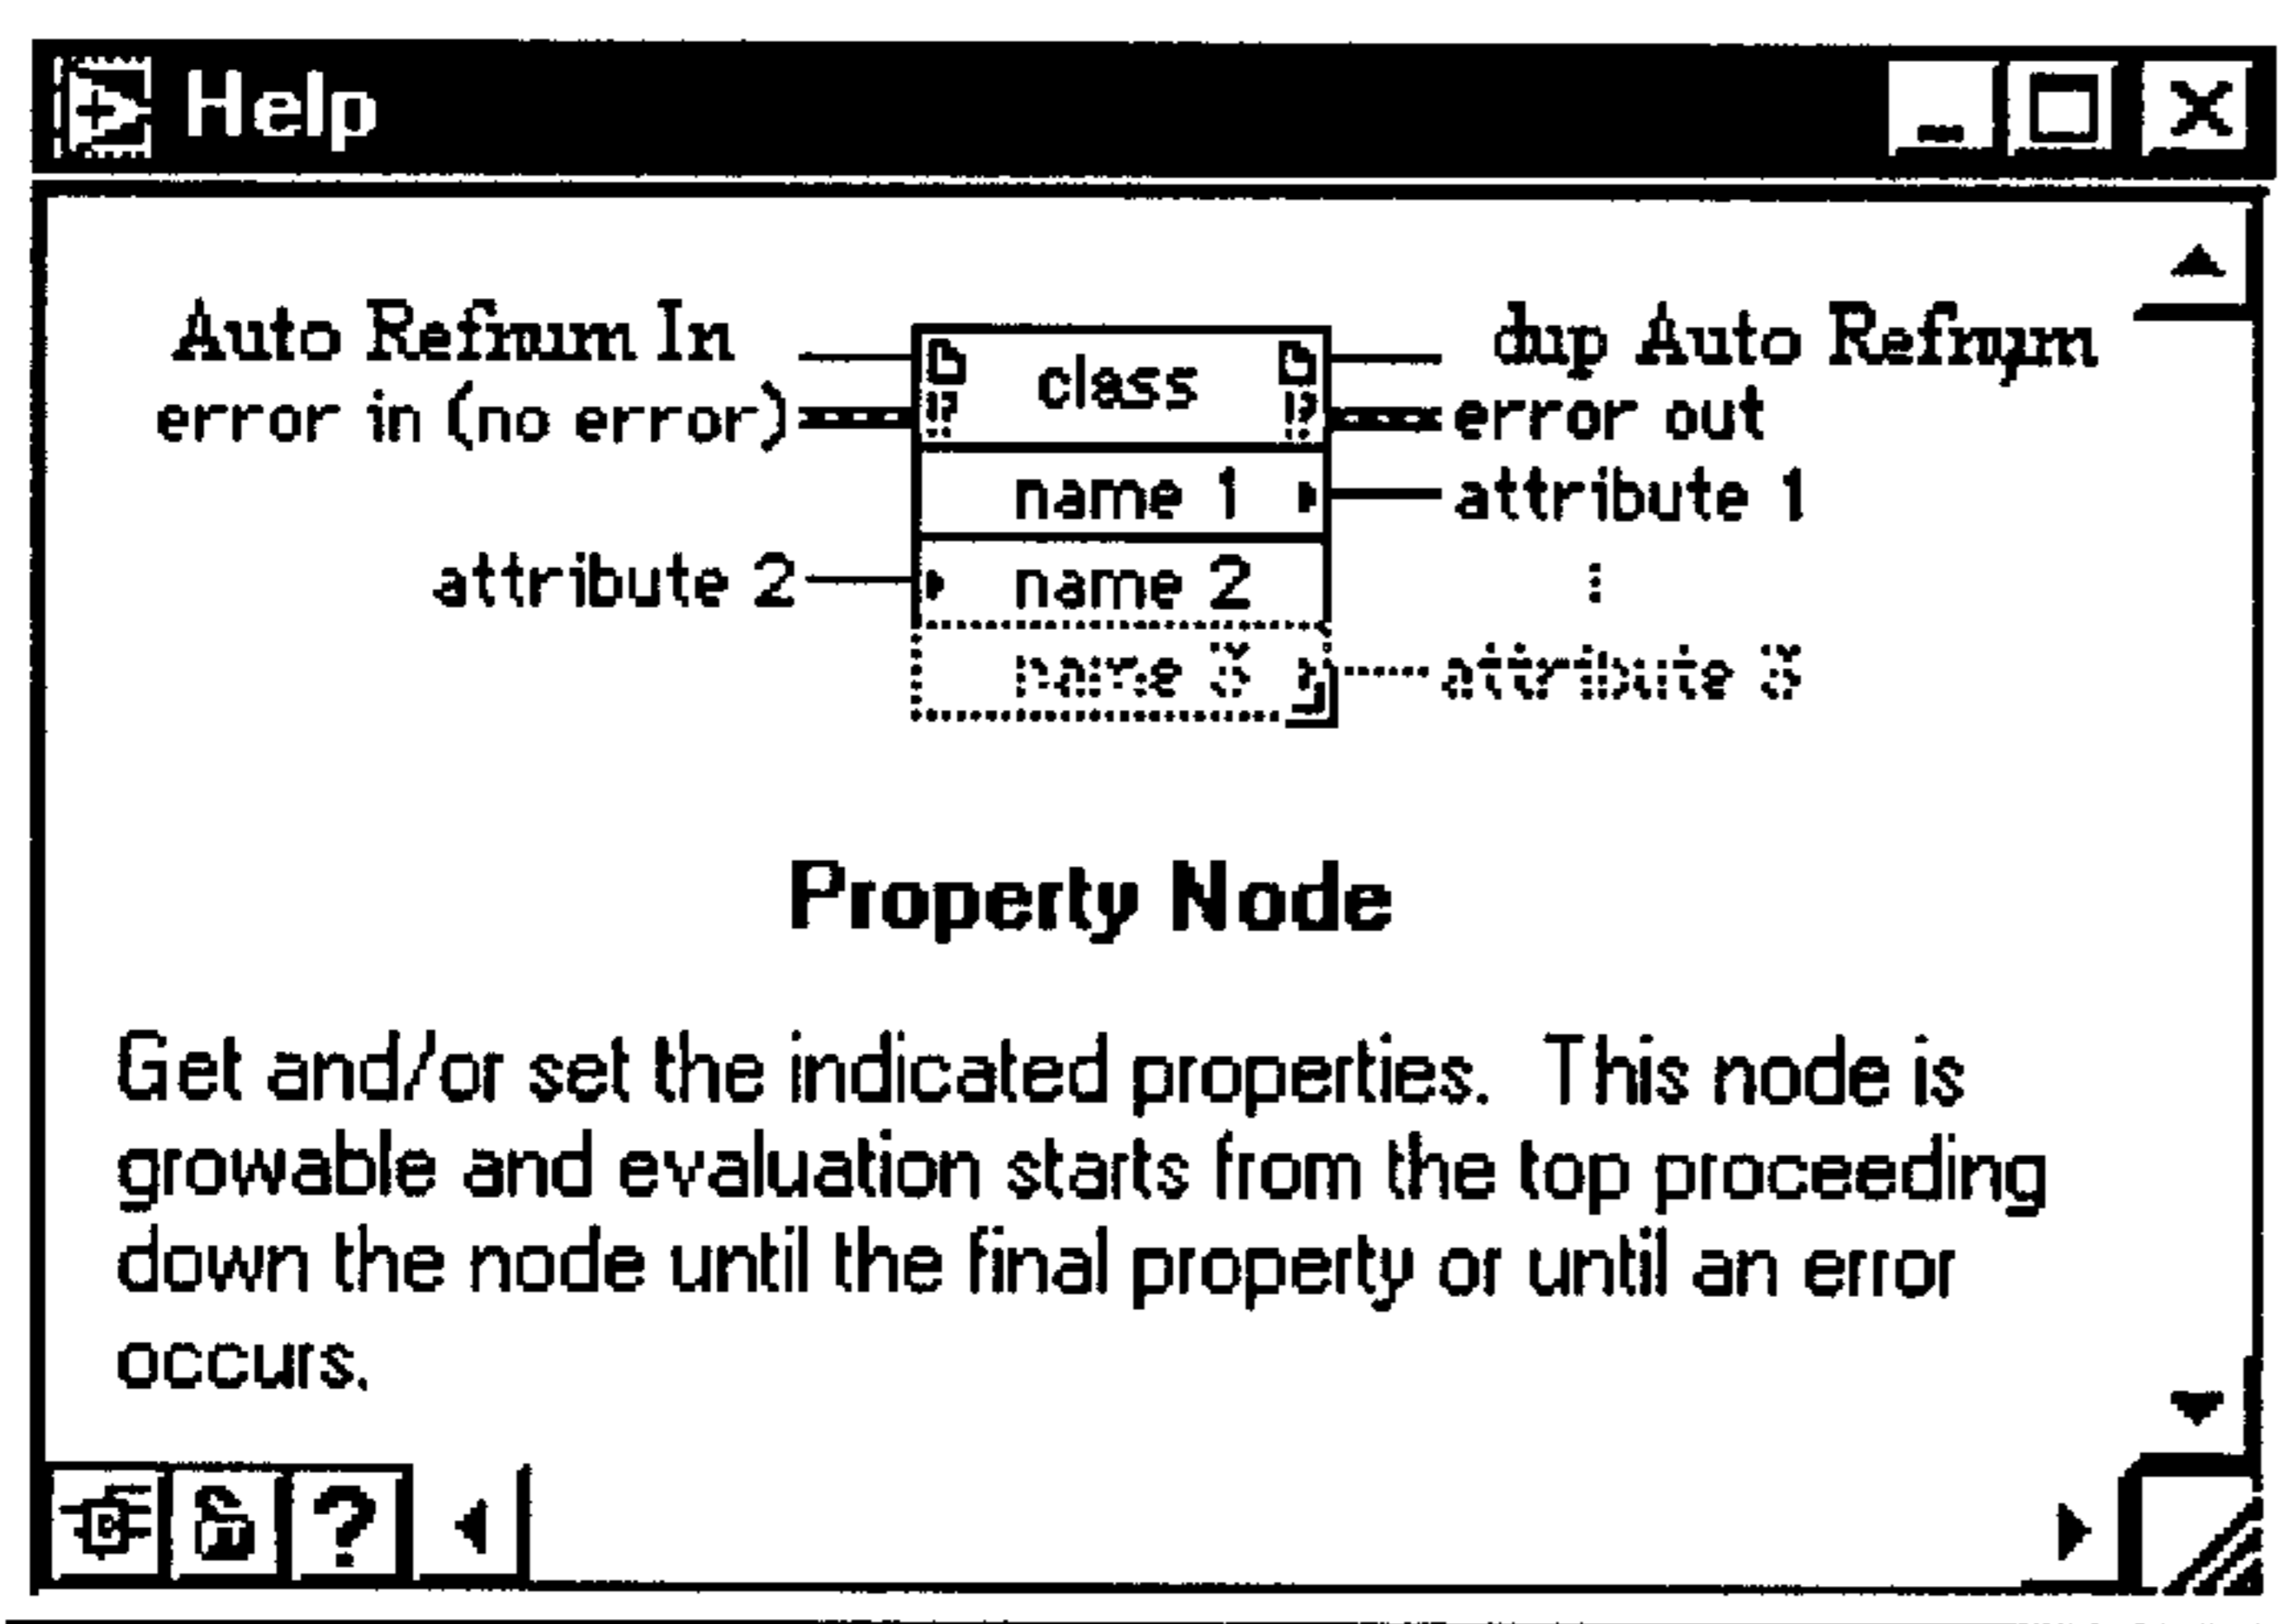 Help
Auto Refnum In
dup Auto Refnum
class
error in (no error)
error out
name 1
attribute 1
attribute 2
name 2
:
name 3
attribute 3
Property Node
Get and/or set the indicated properties. This node is
growable and evaluation starts from the top proceeding
down the node until the final property or until an error
occurs.
?